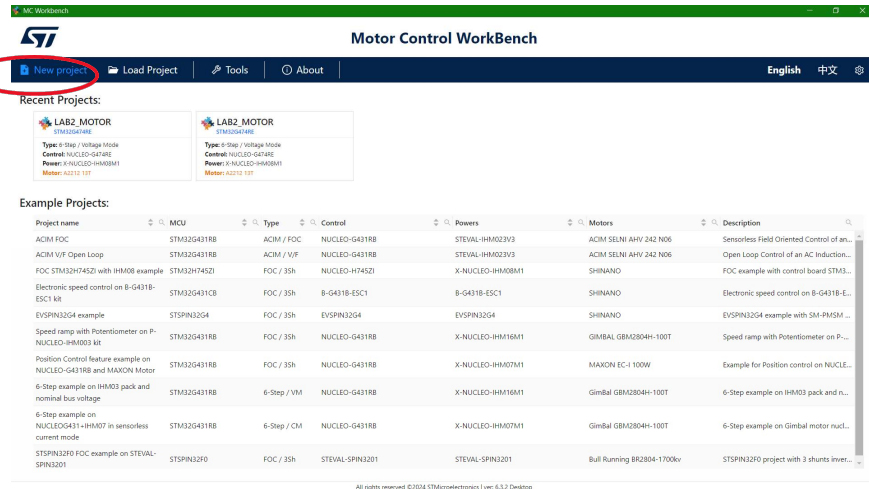 MC Workbench
Motor Control WorkBench
New project Load Project Tools About English 中文
Recent Projects:
LAB2_MOTOR
STM32G474RE
Type: 6-Step / Voltage Mode
Control: NUCLEO-G474RE
Power: X-NUCLEO-IHM08M1
Motor: A2212 13T
LAB2_MOTOR
STM32G474RE
Type: 6-Step / Voltage Mode
Control: NUCLEO-G474RE
Power: X-NUCLEO-IHM08M1
Motor: A2212 13T
Example Projects:
Project name MCU Type Control Powers Motors Description
ACIM FOC STM32G431RB ACIM / FOC NUCLEO-G431RB STEVAL-IHM023V3 ACIM SELNI AHV 242 N06 Sensorless Field Oriented Control of an...
ACIM V/F Open Loop STM32G431RB ACIM / V/F NUCLEO-G431RB STEVAL-IHM023V3 ACIM SELNI AHV 242 N06 Open Loop Control of an AC Induction...
FOC STM32H745ZI with IHM08 example STM32H745ZI FOC / 3Sh NUCLEO-H745ZI X-NUCLEO-IHM08M1 SHINANO FOC example with control board STM3...
Electronic speed control on B-G431B-
ESC1 kit STM32G431CB FOC / 3Sh B-G431B-ESC1 B-G431B-ESC1 SHINANO Electronic speed control on B-G431B-E...
EVSPIN32G4 example STSPIN32G4 FOC / 3Sh EVSPIN32G4 EVSPIN32G4 SHINANO EVSPIN32G4 example with SM-PMSM ...
Speed ramp with Potentiometer on P-
NUCLEO-IHM003 kit STM32G431RB FOC / 3Sh NUCLEO-G431RB X-NUCLEO-IHM16M1 GIMBAL GBM2804H-100T Speed ramp with Potentiometer on P-...
Position Control feature example on
NUCLEO-G431RB and MAXON Motor STM32G431RB FOC / 3Sh NUCLEO-G431RB X-NUCLEO-IHM07M1 MAXON EC-I 100W Example for Position control on NUCLE...
6-Step example on IHM03 pack and
nominal bus voltage STM32G431RB 6-Step / VM NUCLEO-G431RB X-NUCLEO-IHM16M1 GimBal GBM2804H-100T 6-Step example on IHM03 pack and n...
6-Step example on
NUCLEOG431+IHM07 in sensorless
current mode STM32G431RB 6-Step / CM NUCLEO-G431RB X-NUCLEO-IHM07M1 GimBal GBM2804H-100T 6-Step example on Gimbal motor nucl...
STSPIN32F0 FOC example on STEVAL-
SPIN3201 STSPIN32F0 FOC / 3Sh STEVAL-SPIN3201 STEVAL-SPIN3201 Bull Running BR2804-1700kv STSPIN32F0 project with 3 shunts inver...
All rights reserved ©2024 STMicroelectronics | ver: 6.3.2 Desktop